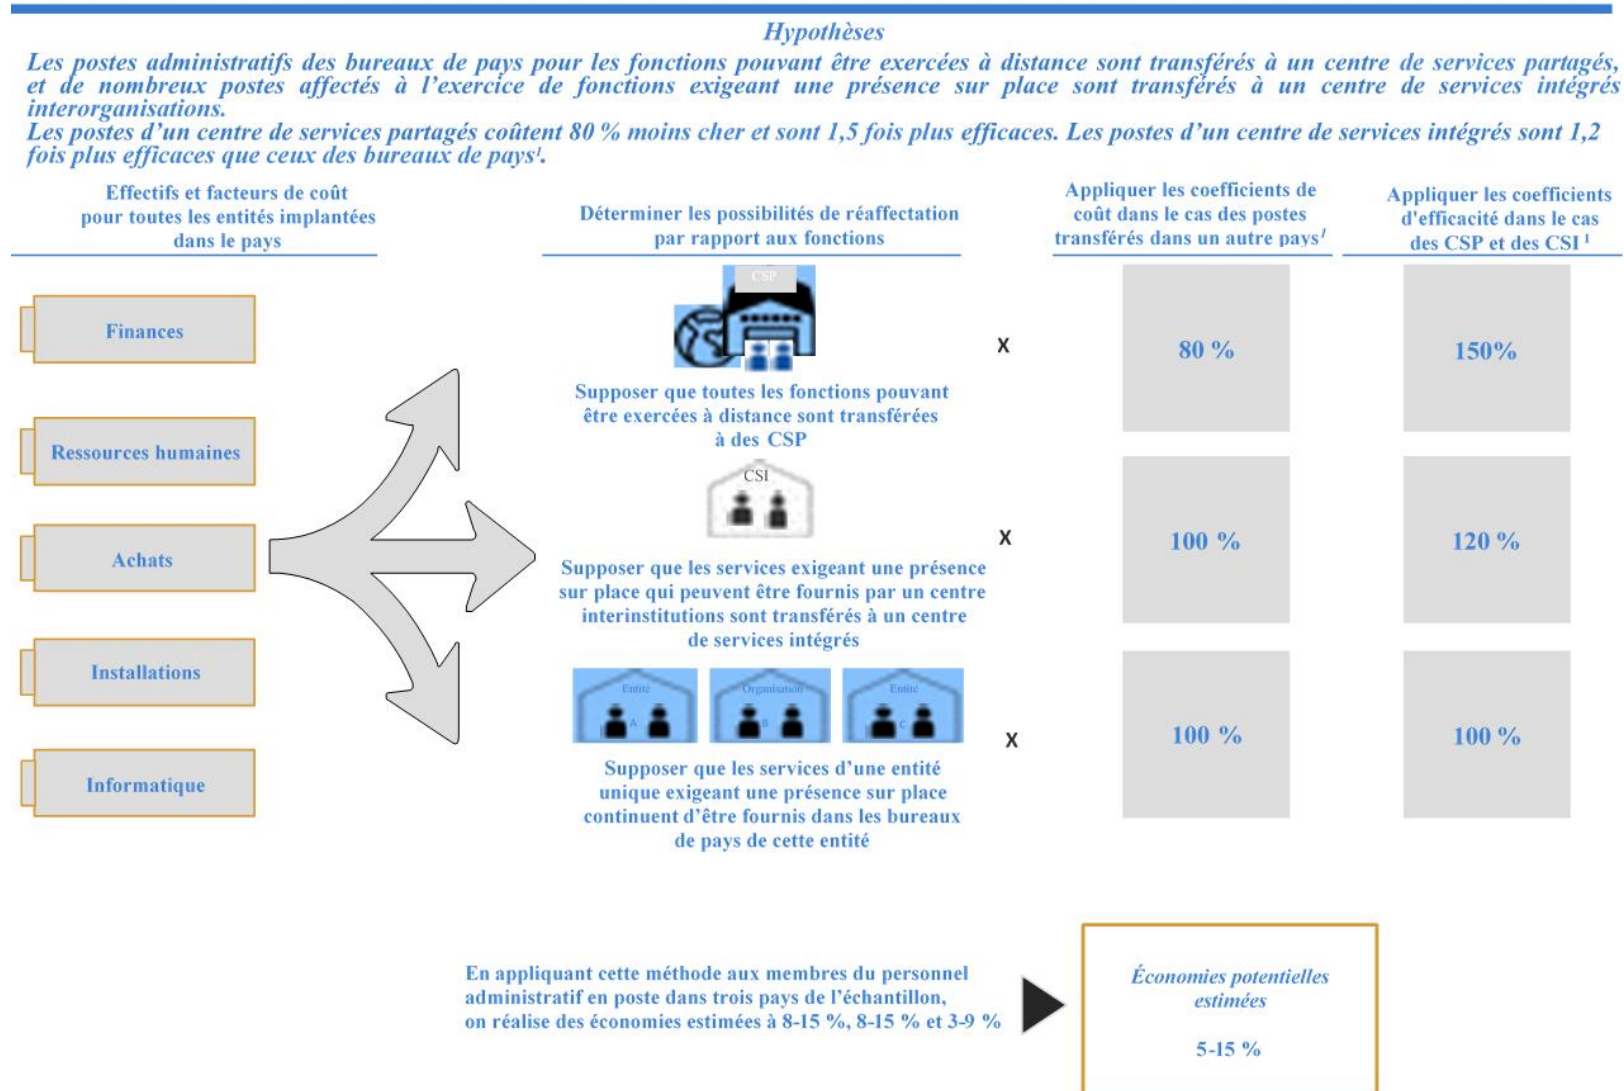 Hypothèses
Les postes administratifs des bureaux de pays pour les fonctions pouvant être exercées à distance sont transférés à un centre de services partagés,
et de nombreux postes affectés à l'exercice de fonctions exigeant une présence sur place sont transférés à un centre de services intégrés
interorganisations.
Les postes d'un centre de services partagés coûtent 80 % moins cher et sont 1,5 fois plus efficaces. Les postes d'un centre de services intégrés sont 1,2
fois plus efficaces que ceux des bureaux de pays¹.
Effectifs et facteurs de coût
pour toutes les entités implantées
dans le pays
Déterminer les possibilités de réaffectation
par rapport aux fonctions
Appliquer les coefficients de
coût dans le cas des postes
transférés dans un autre pays¹
Appliquer les coefficients
d'efficacité dans le cas
des CSP et des CSI ¹
Finances
Ressources humaines
Achats
Installations
Informatique
CSP
Supposer que toutes les fonctions pouvant
être exercées à distance sont transférées
à des CSP
X
80 %
150%
CSI
Supposer que les services exigeant une présence
sur place qui peuvent être fournis par un centre
interinstitutions sont transférés à un centre
de services intégrés
X
100 %
120 %
Entité
A
Organisation
B
Entité
C
Supposer que les services d'une entité
unique exigeant une présence sur place
continuent d'être fournis dans les bureaux
de pays de cette entité
X
100 %
100 %
En appliquant cette méthode aux membres du personnel
administratif en poste dans trois pays de l'échantillon,
on réalise des économies estimées à 8-15 %, 8-15 % et 3-9 %
Économies potentielles
estimées
5-15 %